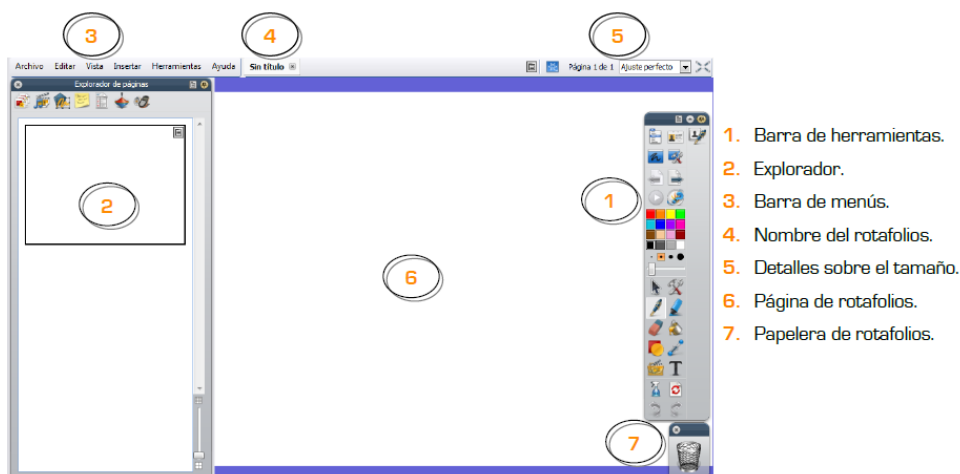 3 4 5
Archivo Editar Vista Insertar Herramientas Ayuda Sin título Página 1 de 1 Ajuste perfecto
Explorador de páginas
2
1
6
7
T
1. Barra de herramientas.
2. Explorador.
3. Barra de menús.
4. Nombre del rotafolios.
5. Detalles sobre el tamaño.
6. Página de rotafolios.
7. Papelera de rotafolios.